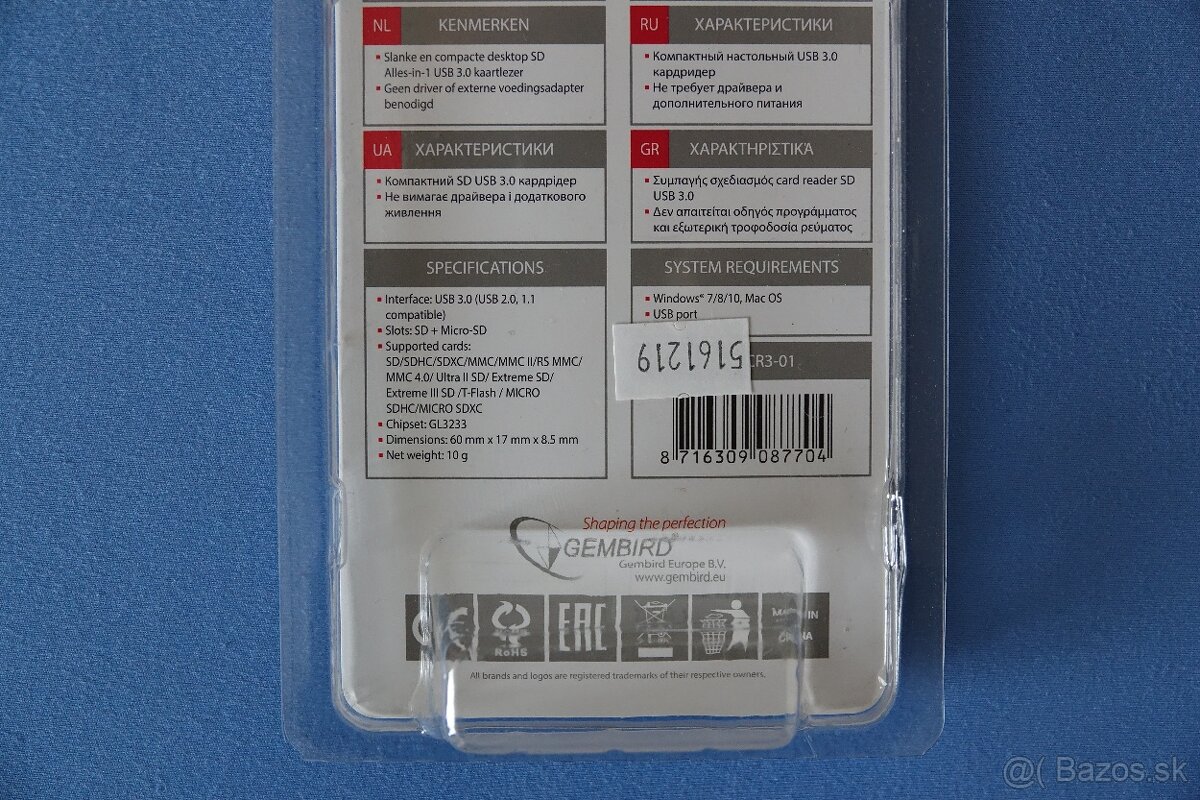 NL KENMERKEN
Slanke en compacte desktop SD
Alles-in-1 USB 3.0 kaartlezer
Geen driver of externe voedingsadapter
benodigd
RU ХАРАКТЕРИСТИКИ
Компактный настольный USB 3.0
кардридер
Не требует драйвера и
дополнительного питания
UA ХАРАКТЕРИСТИКИ
Компактний SD USB 3.0 кардрідер
Не вимагає драйвера і додаткового
живлення
GR ΧΑΡΑΚΤΗΡΙΣΤΙΚΆ
Συμπαγής σχεδιασμός card reader SD
USB 3.0
Δεν απαιτείται οδηγός προγράμματος
και εξωτερική τροφοδοσία ρεύματος
SPECIFICATIONS
Interface: USB 3.0 (USB 2.0, 1.1
compatible)
Slots: SD + Micro-SD
Supported cards:
SD/SDHC/SDXC/MMC/MMC II/RS MMC/
MMC 4.0/ Ultra II SD/ Extreme SD/
Extreme III SD /T-Flash / MICRO
SDHC/MICRO SDXC
Chipset: GL3233
Dimensions: 60 mm x 17 mm x 8.5 mm
Net weight: 10 g
SYSTEM REQUIREMENTS
Windows® 7/8/10, Mac OS
USB port
5161219
CR3-01
8 716309 087704
Shaping the perfection
GEMBIRD®
Gembird Europe B.V.
www.gembird.eu
CE
RoHS
EAC
IN
All brands and logos are registered trademarks of their respective owners.
@( Bazos.sk